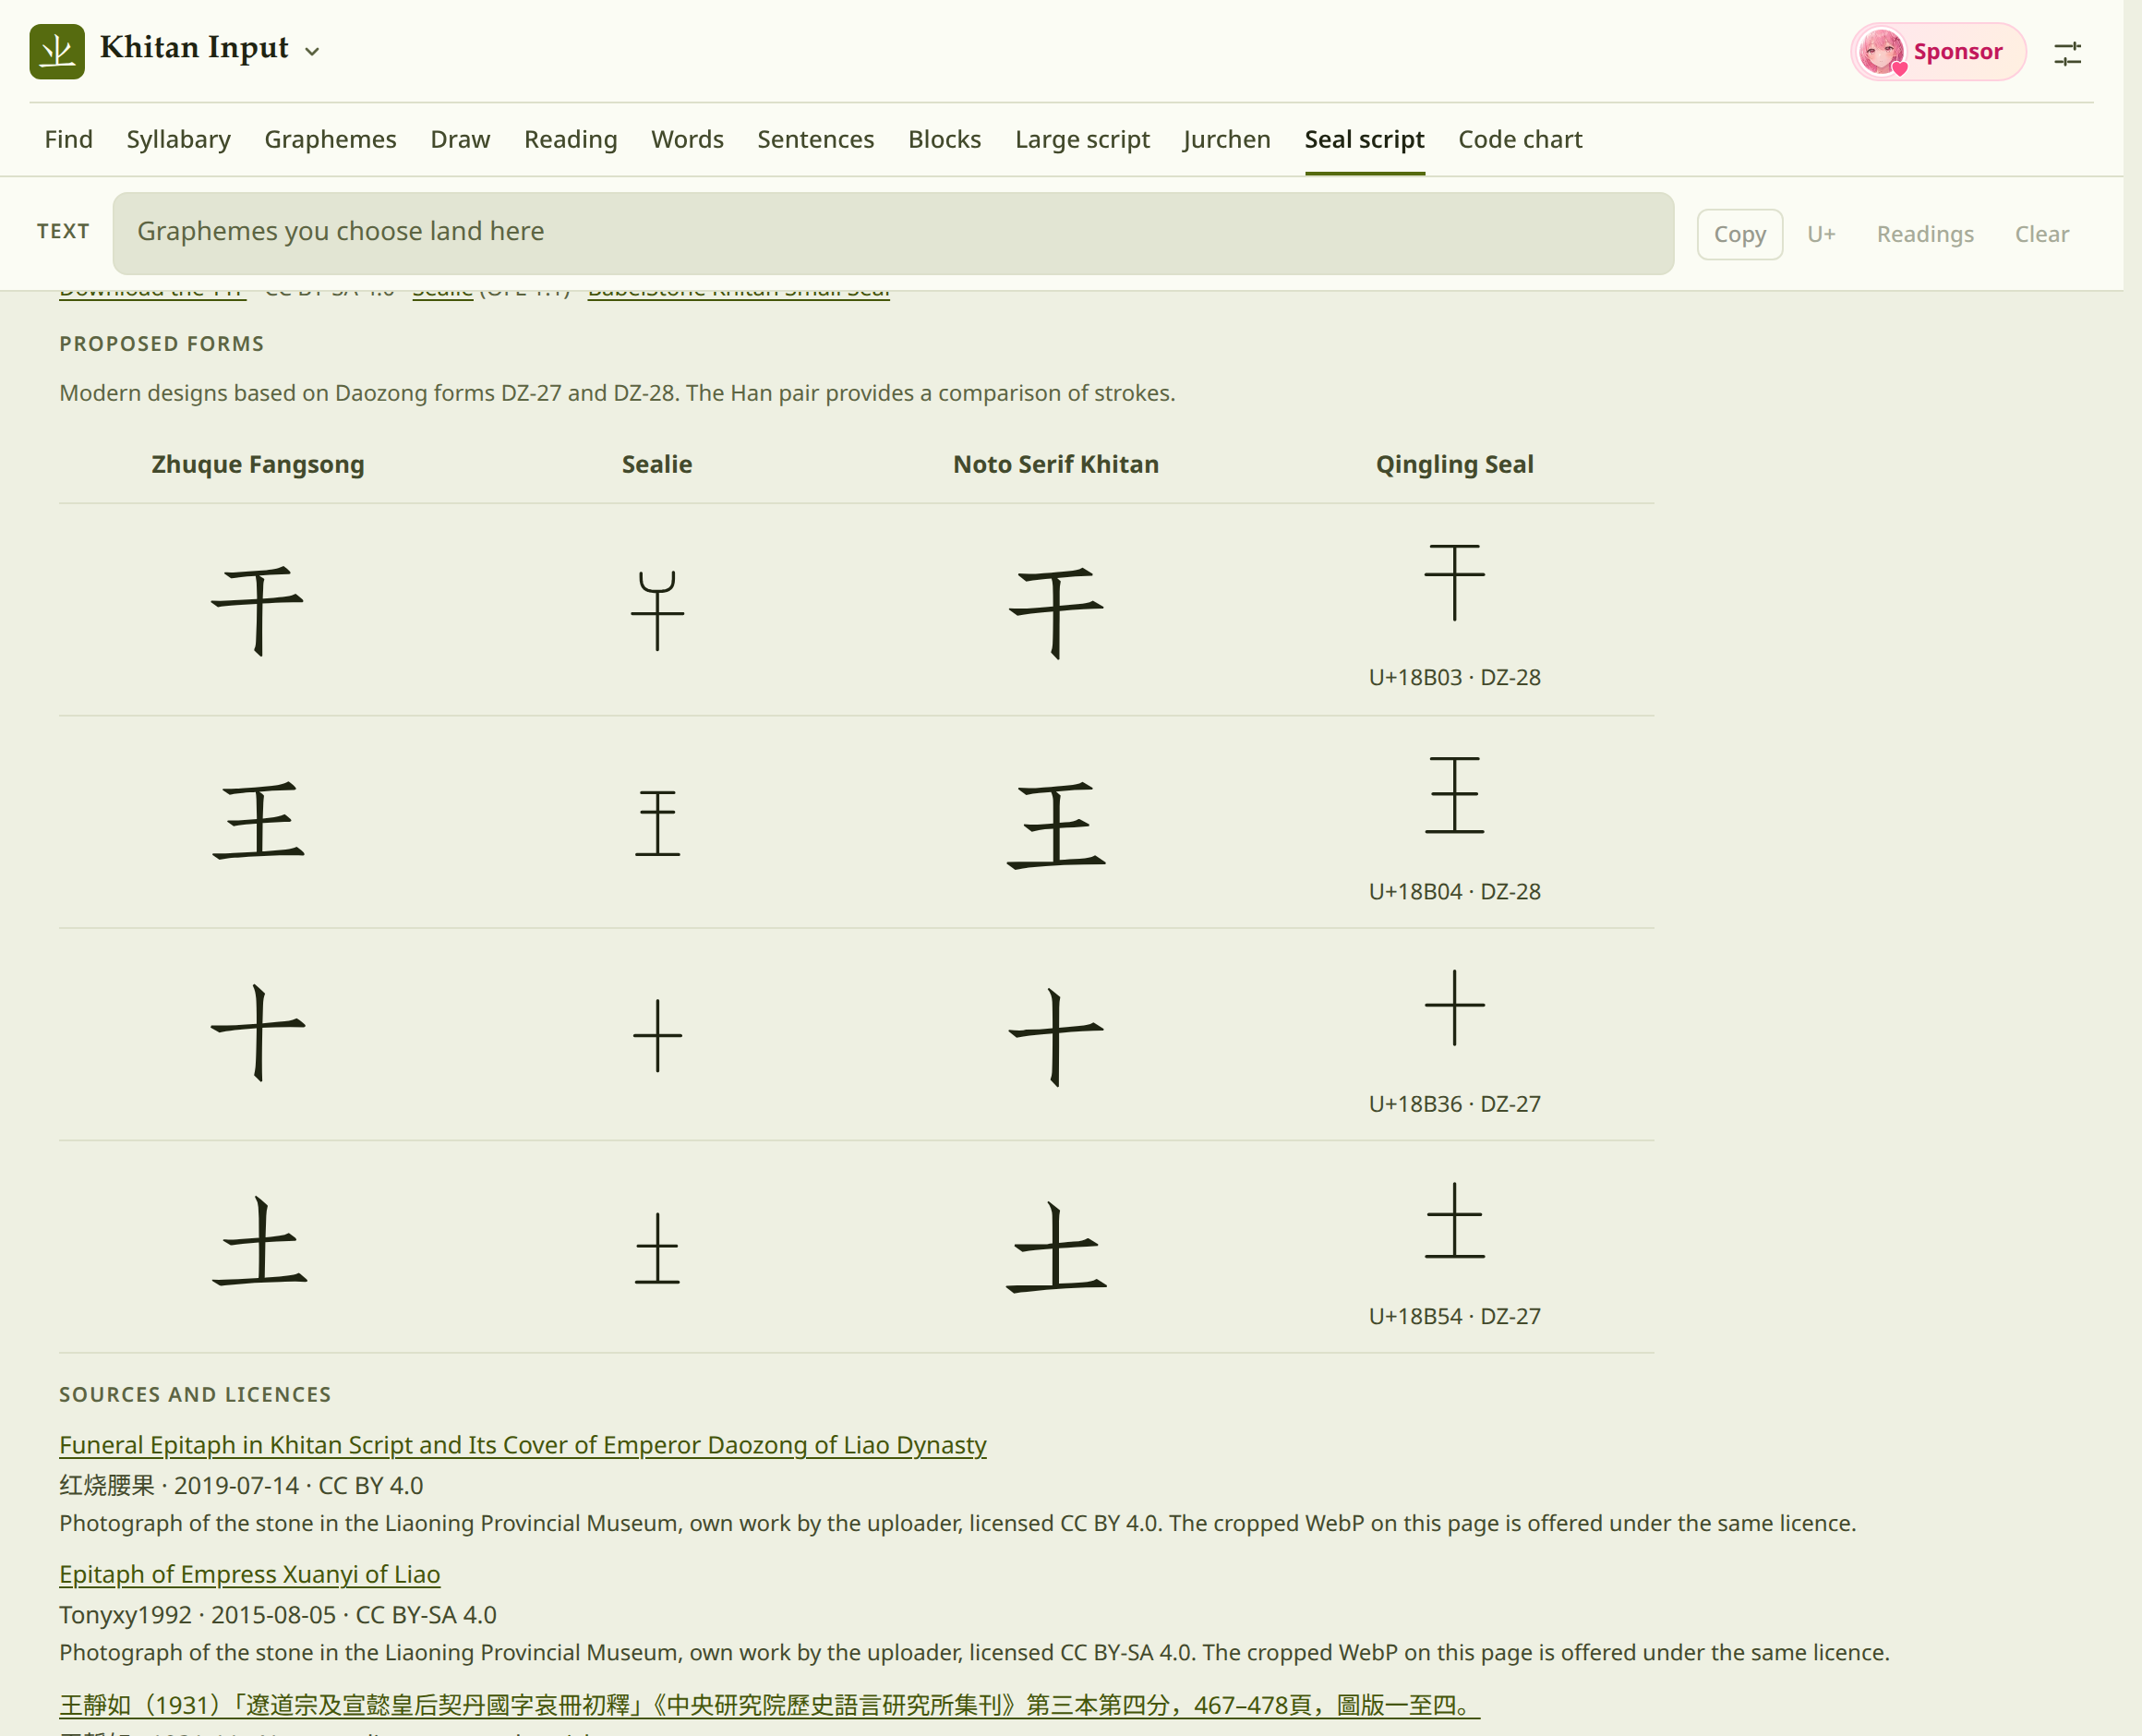 Khitan Input
Sponsor
Find Syllabary Graphemes Draw Reading Words Sentences Blocks Large script Jurchen Seal script Code chart
TEXT Graphemes you choose land here Copy U+ Readings Clear
PROPOSED FORMS
Modern designs based on Daozong forms DZ-27 and DZ-28. The Han pair provides a comparison of strokes.
Zhuque Fangsong Sealie Noto Serif Khitan Qingling Seal
干
U+18B03 · DZ-28
王
U+18B04 · DZ-28
十
U+18B36 · DZ-27
土
U+18B54 · DZ-27
SOURCES AND LICENCES
Funeral Epitaph in Khitan Script and Its Cover of Emperor Daozong of Liao Dynasty
红烧腰果 · 2019-07-14 · CC BY 4.0
Photograph of the stone in the Liaoning Provincial Museum, own work by the uploader, licensed CC BY 4.0. The cropped WebP on this page is offered under the same licence.
Epitaph of Empress Xuanyi of Liao
Tonyxy1992 · 2015-08-05 · CC BY-SA 4.0
Photograph of the stone in the Liaoning Provincial Museum, own work by the uploader, licensed CC BY-SA 4.0. The cropped WebP on this page is offered under the same licence.
王靜如（1931）「遼道宗及宣懿皇后契丹國字哀冊初釋」《中央研究院歷史語言研究所集刊》第三本第四分，467–478頁，圖版一至四。